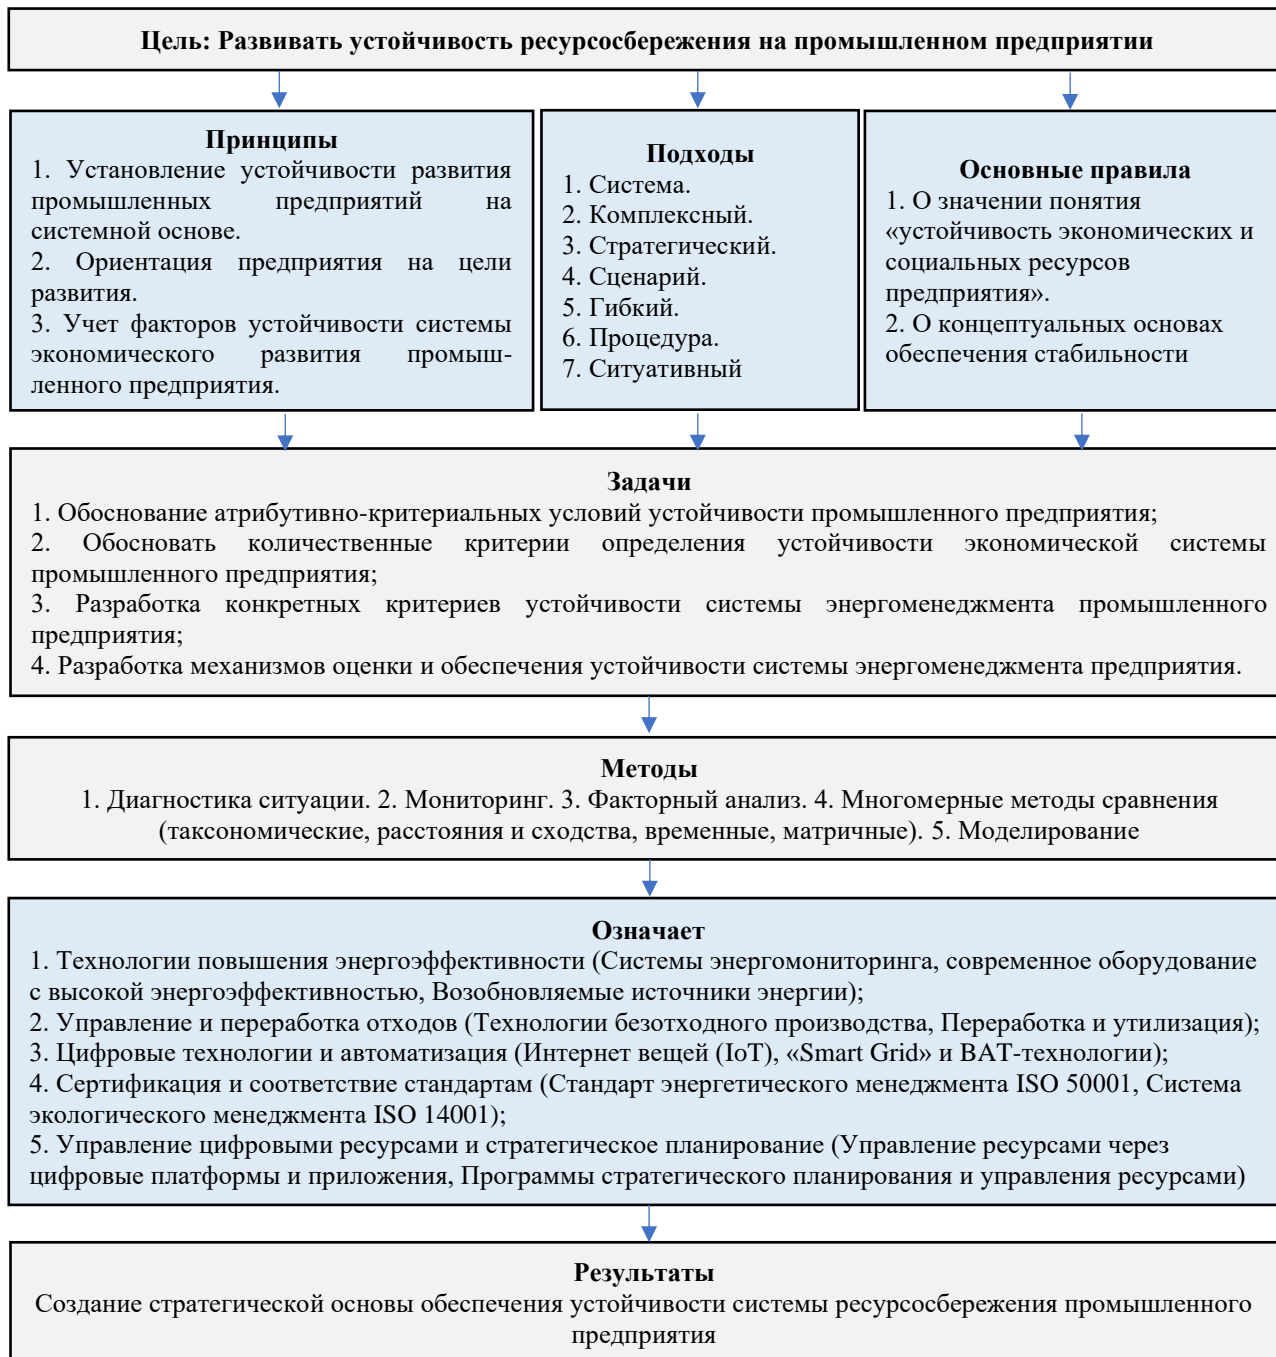 Цель: Развивать устойчивость ресурсосбережения на промышленном предприятии
Принципы
1. Установление устойчивости развития
промышленных предприятий на
системной основе.
2. Ориентация предприятия на цели
развития.
3. Учет факторов устойчивости системы
экономического развития промыш-
ленного предприятия.
Подходы
1. Система.
2. Комплексный.
3. Стратегический.
4. Сценарий.
5. Гибкий.
6. Процедура.
7. Ситуативный
Основные правила
1. О значении понятия
«устойчивость экономических и
социальных ресурсов
предприятия».
2. О концептуальных основах
обеспечения стабильности
Задачи
1. Обоснование атрибутивно-критериальных условий устойчивости промышленного предприятия;
2. Обосновать количественные критерии определения устойчивости экономической системы
промышленного предприятия;
3. Разработка конкретных критериев устойчивости системы энергоменеджмента промышленного
предприятия;
4. Разработка механизмов оценки и обеспечения устойчивости системы энергоменеджмента предприятия.
Методы
1. Диагностика ситуации. 2. Мониторинг. 3. Факторный анализ. 4. Многомерные методы сравнения
(таксономические, расстояния и сходства, временные, матричные). 5. Моделирование
Означает
1. Технологии повышения энергоэффективности (Системы энергомониторинга, современное оборудование
с высокой энергоэффективностью, Возобновляемые источники энергии);
2. Управление и переработка отходов (Технологии безотходного производства, Переработка и утилизация);
3. Цифровые технологии и автоматизация (Интернет вещей (IoT), «Smart Grid» и BAT-технологии);
4. Сертификация и соответствие стандартам (Стандарт энергетического менеджмента ISO 50001, Система
экологического менеджмента ISO 14001);
5. Управление цифровыми ресурсами и стратегическое планирование (Управление ресурсами через
цифровые платформы и приложения, Программы стратегического планирования и управления ресурсами)
Результаты
Создание стратегической основы обеспечения устойчивости системы ресурсосбережения промышленного
предприятия